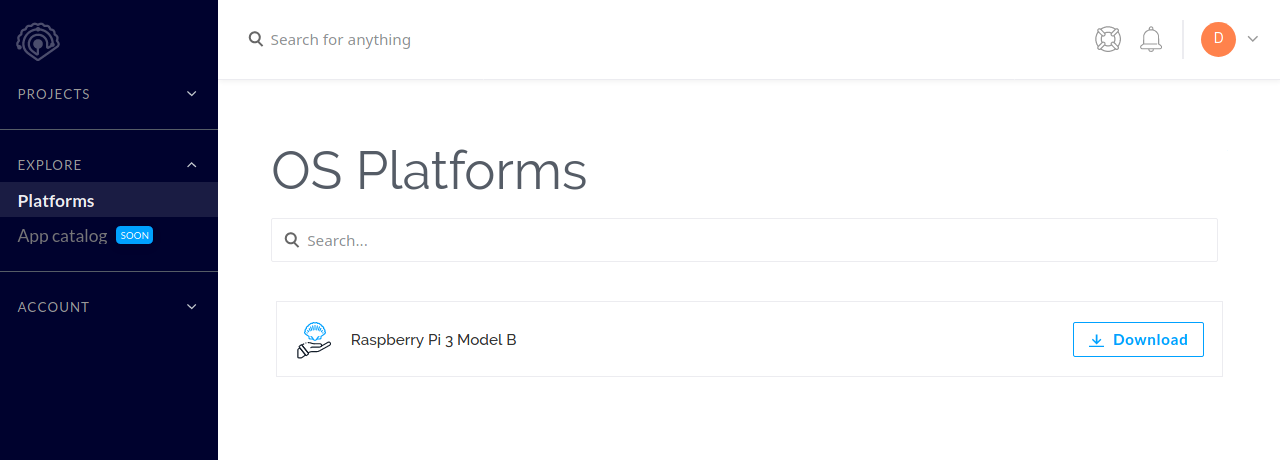 Search for anything
D
PROJECTS
EXPLORE
Platforms
App catalog SOON
ACCOUNT
OS Platforms
Search...
Raspberry Pi 3 Model B
Download